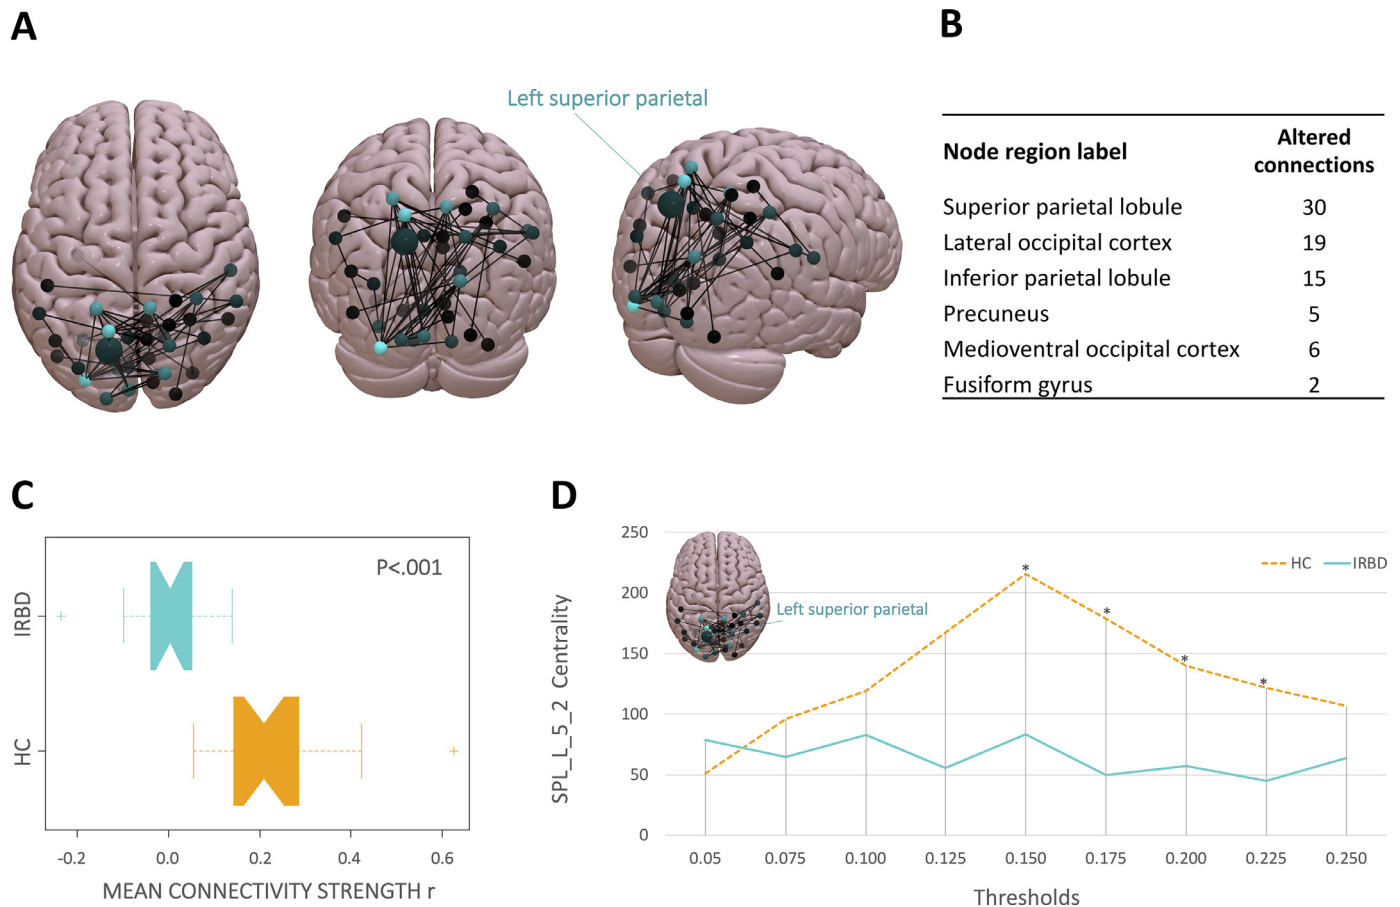 A
Left superior parietal
B
Node region label
Altered connections
Superior parietal lobule 30
Lateral occipital cortex 19
Inferior parietal lobule 15
Precuneus 5
Medioventral occipital cortex 6
Fusiform gyrus 2
C
P<.001
IRBD
HC
-0.2 0.0 0.2 0.4 0.6
MEAN CONNECTIVITY STRENGTH r
D
SPL_L_5_2 Centrality
250
200
150
100
50
0
Left superior parietal
HC IRBD
* * * *
0.05 0.075 0.100 0.125 0.150 0.175 0.200 0.225 0.250
Thresholds